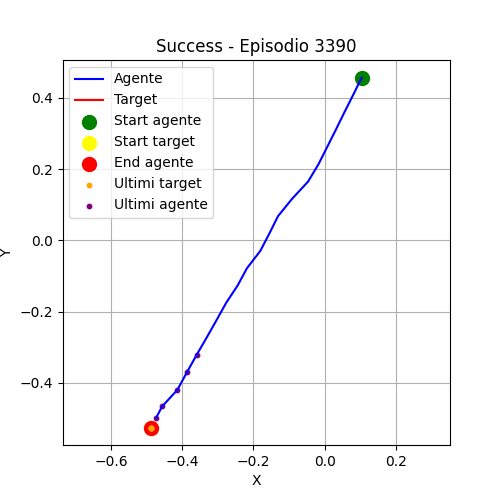 Success - Episodio 3390
Agente
Target
Start agente
Start target
End agente
Ultimi target
Ultimi agente
0.4
0.2
0.0
−0.2
−0.4
Y
−0.6
−0.4
−0.2
0.0
0.2
X